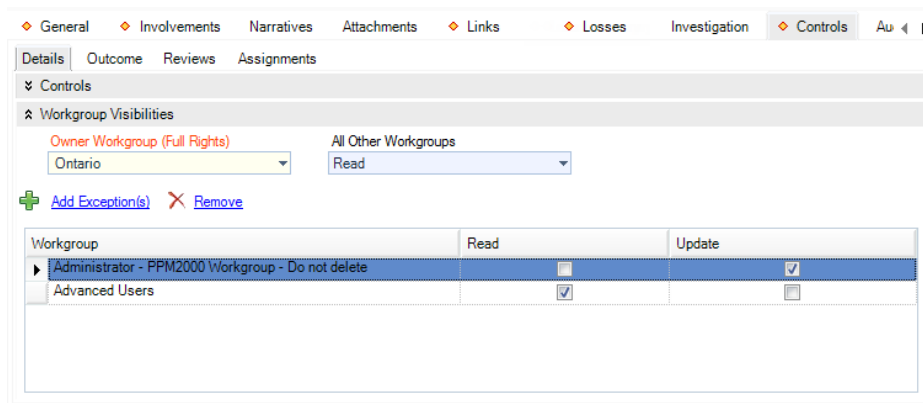 General Involvements Narratives Attachments Links Losses Investigation Controls Au
Details Outcome Reviews Assignments
Controls
Workgroup Visibilities
Owner Workgroup (Full Rights) All Other Workgroups
Ontario Read
Add Exception(s) Remove
Workgroup Read Update
Administrator - PPM2000 Workgroup - Do not delete
Advanced Users